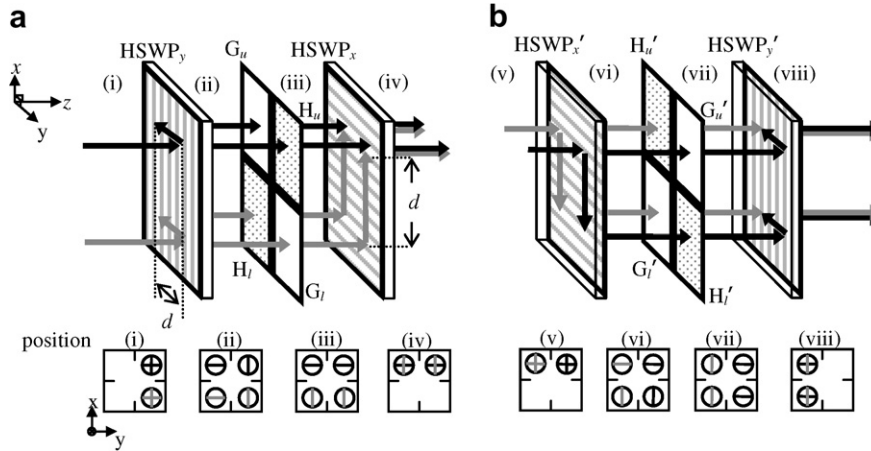 a
HSWPy
Gu
HSWPx
(i)
(ii)
(iii)
(iv)
Hu
x
z
y
d
Hl
Gl
d
position
(i)
(ii)
(iii)
(iv)
x
y
b
HSWPx′
Hu′
HSWPy′
(v)
(vi)
(vii)
(viii)
Gu′
Gl′
Hl′
(v)
(vi)
(vii)
(viii)